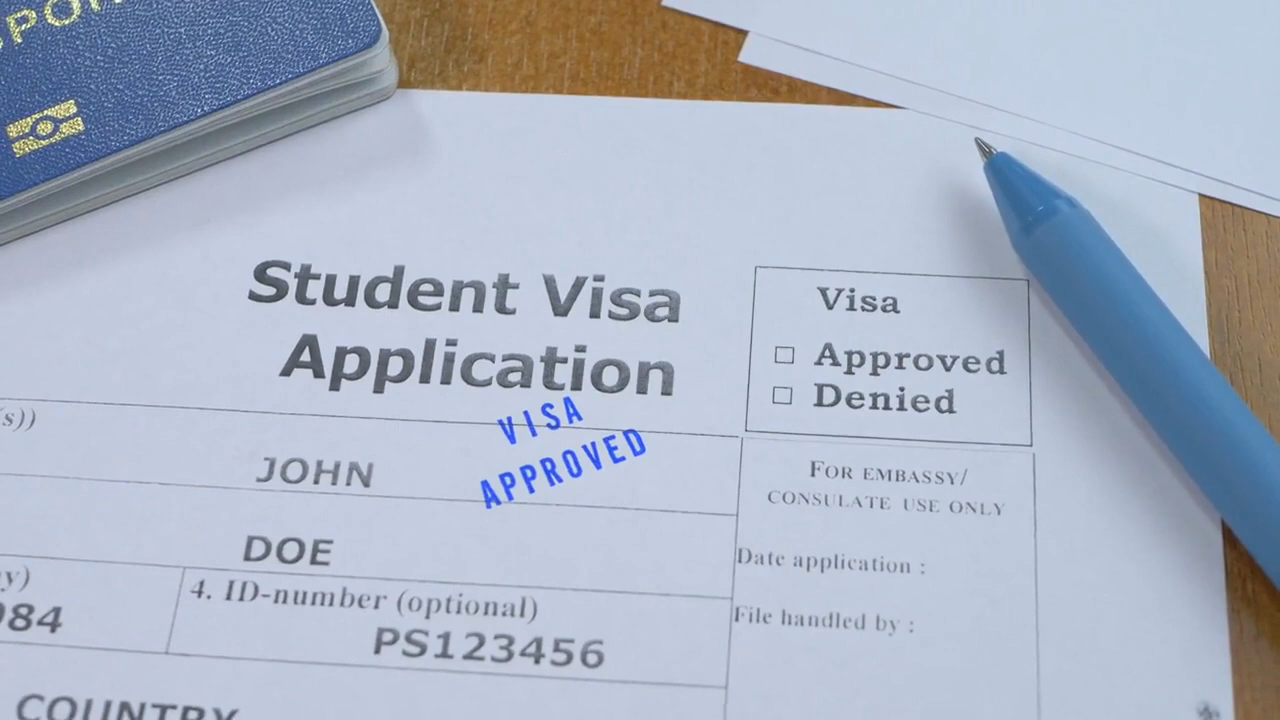 Student Visa
Application
Visa
☐ Approved
☐ Denied
(s))
JOHN
VISA
APPROVED
FOR EMBASSY/
CONSULATE USE ONLY
DOE
Date application :
4. ID-number (optional)
984
PS123456
File handled by :
COUNTRY